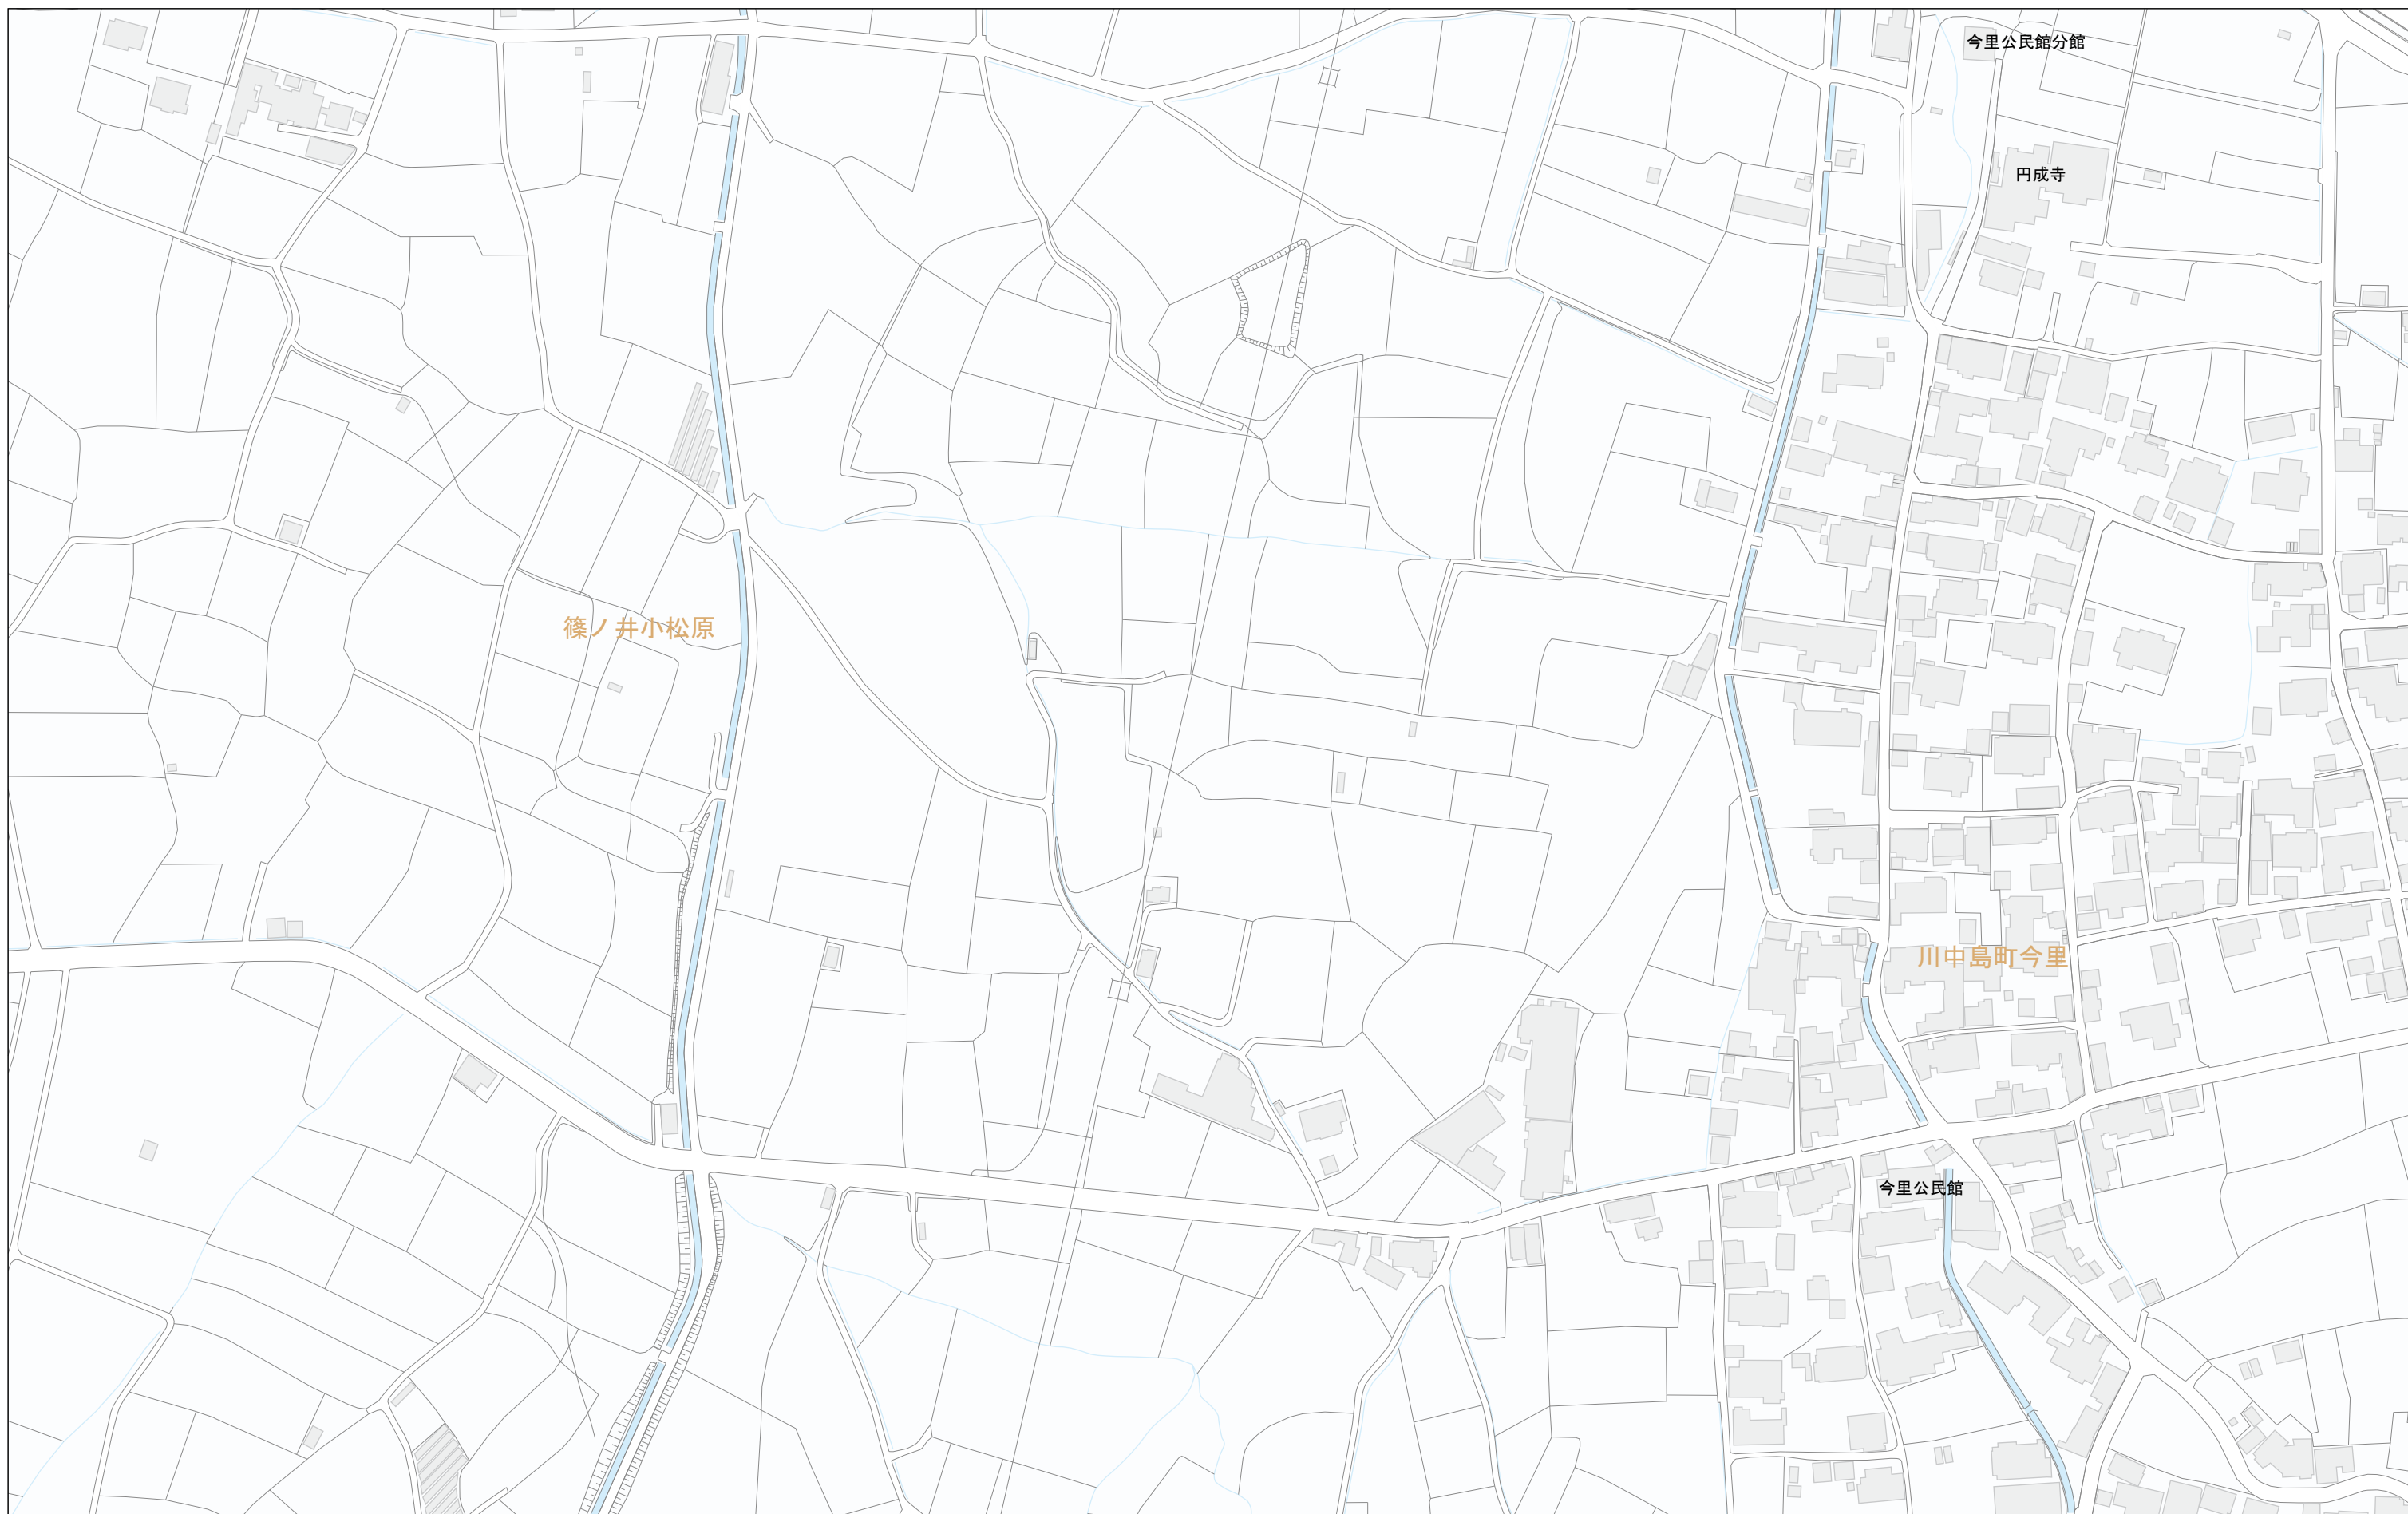 今里公民館分館
円成寺
篠ノ井小松原
川中島町今里
今里公民館